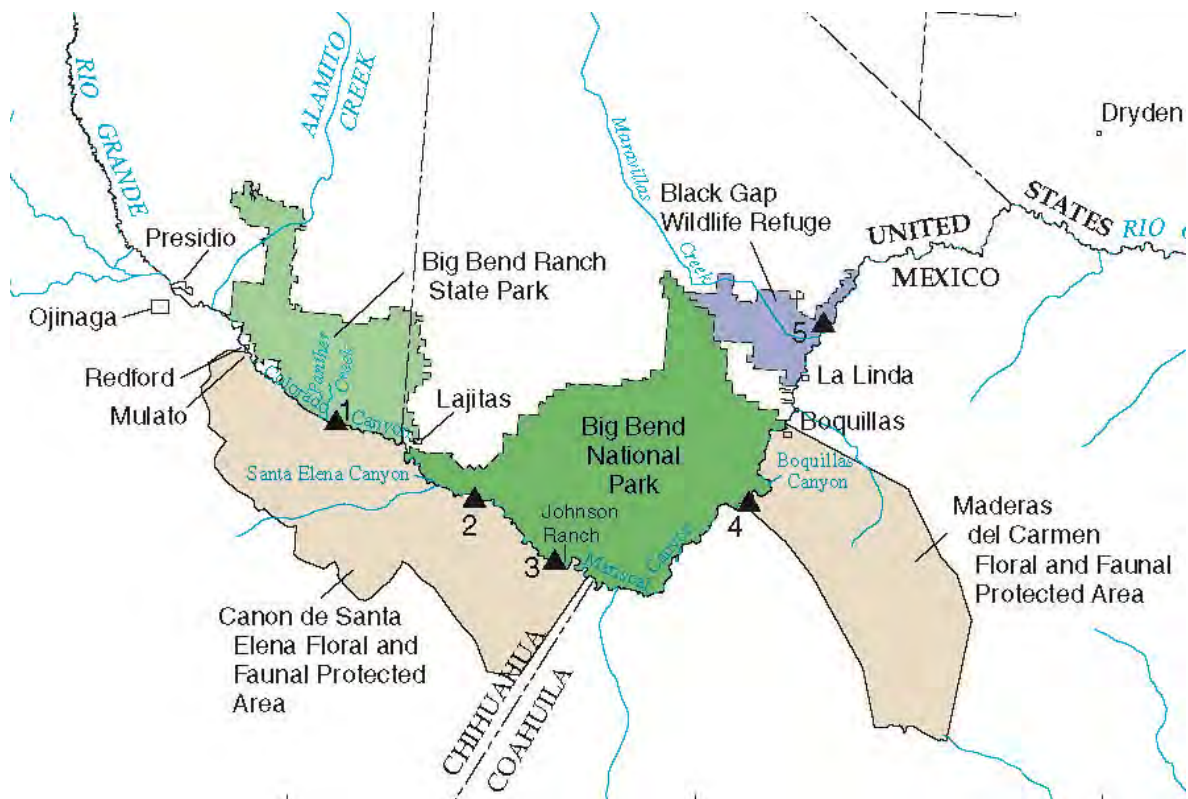 RIO
GRANDE
ALAMITO
CREEK
Maravillas
Creek
Dryden
Black Gap
Wildlife Refuge
UNITED
STATES
RIO
MEXICO
Presidio
Big Bend Ranch
State Park
Ojinaga
5
Redford
Panther
Creek
La Linda
Mulato
Colorado
Canyon
1
Lajitas
Boquillas
Big Bend
National
Park
Santa Elena Canyon
Boquillas
Canyon
2
Johnson
Ranch
4
Maderas
del Carmen
Floral and Faunal
Protected Area
3
Mariscal
Canyon
Canon de Santa
Elena Floral and
Faunal Protected
Area
CHIHUAHUA
COAHUILA